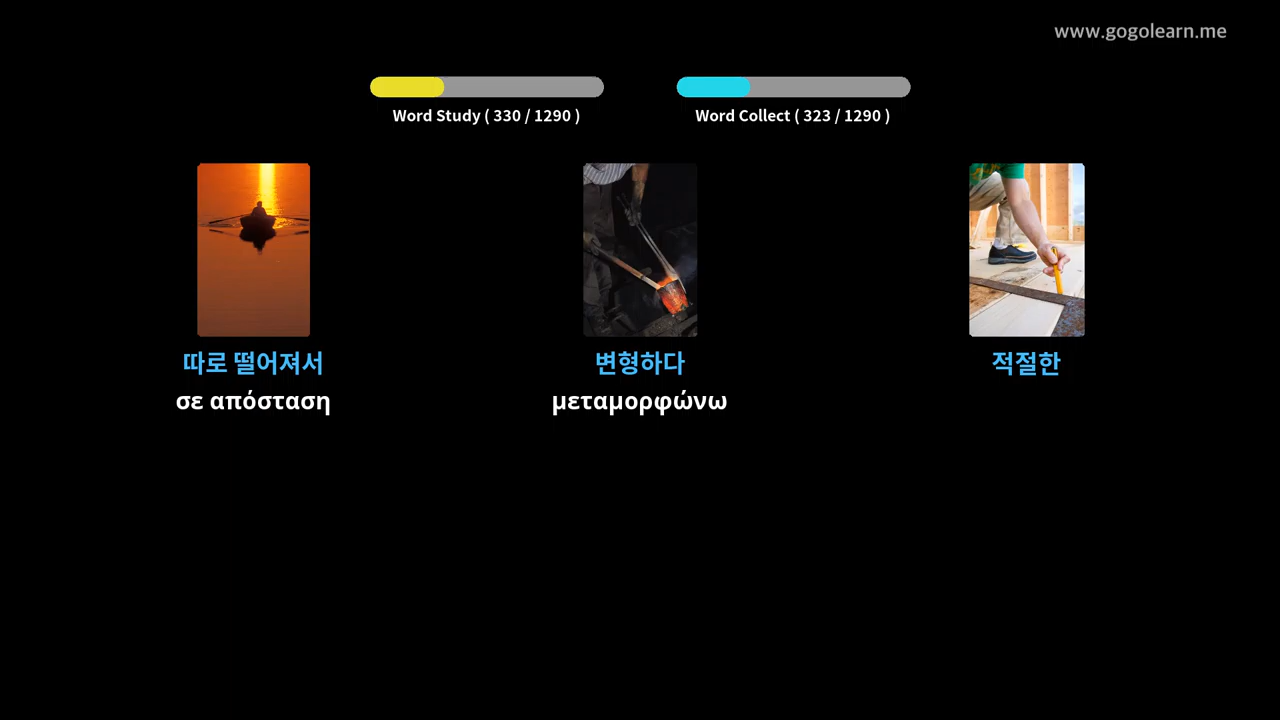 www.gogolearn.me
Word Study ( 330 / 1290 )
Word Collect ( 323 / 1290 )
따로 떨어져서
변형하다
적절한
σε απόσταση
μεταμορφώνω